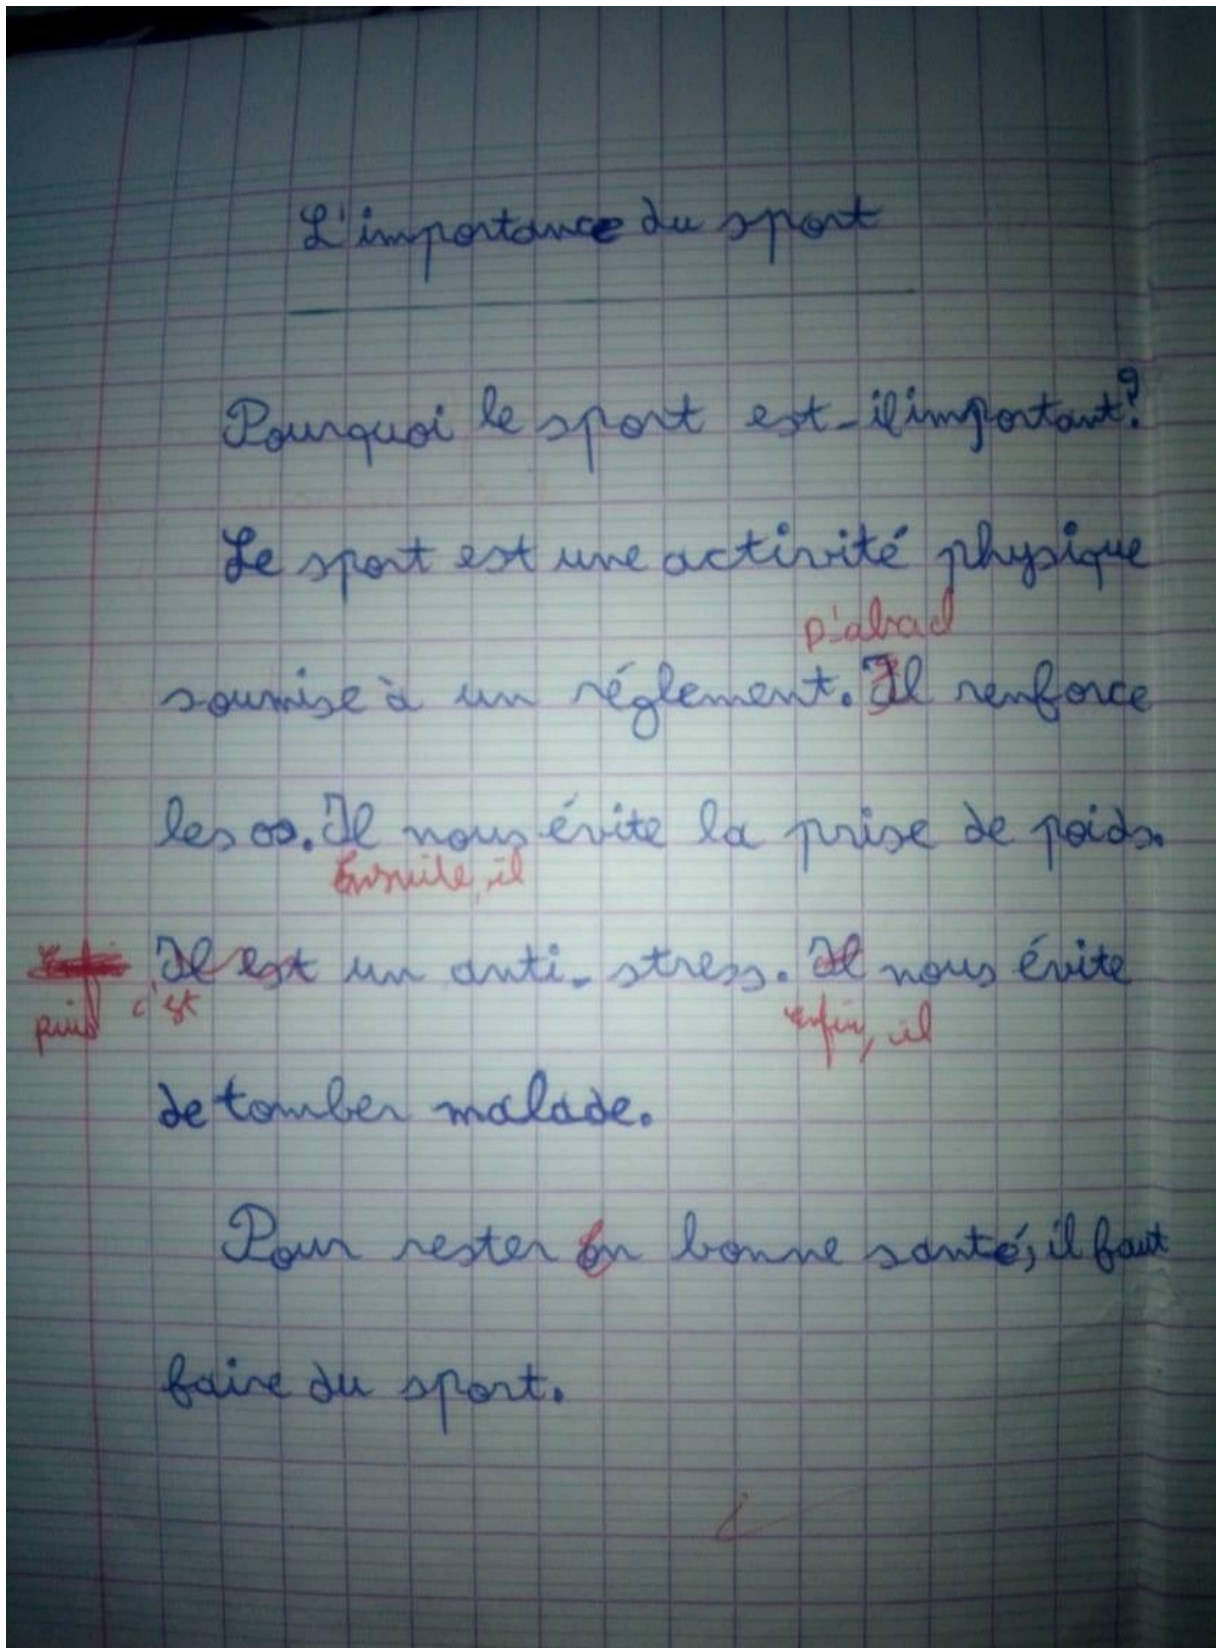 L'importance du sport
Pourquoi le sport est-il important?
Le sport est une activité physique
D'abord
soumise à un réglement. Il renforce
les os. Il nous évite la prise de poids.
Ensuite, il
Il est un anti-stress. Il nous évite
puis c'est
Enfin, il
de tomber malade.
Pour rester en bonne santé, il faut
faire du sport.